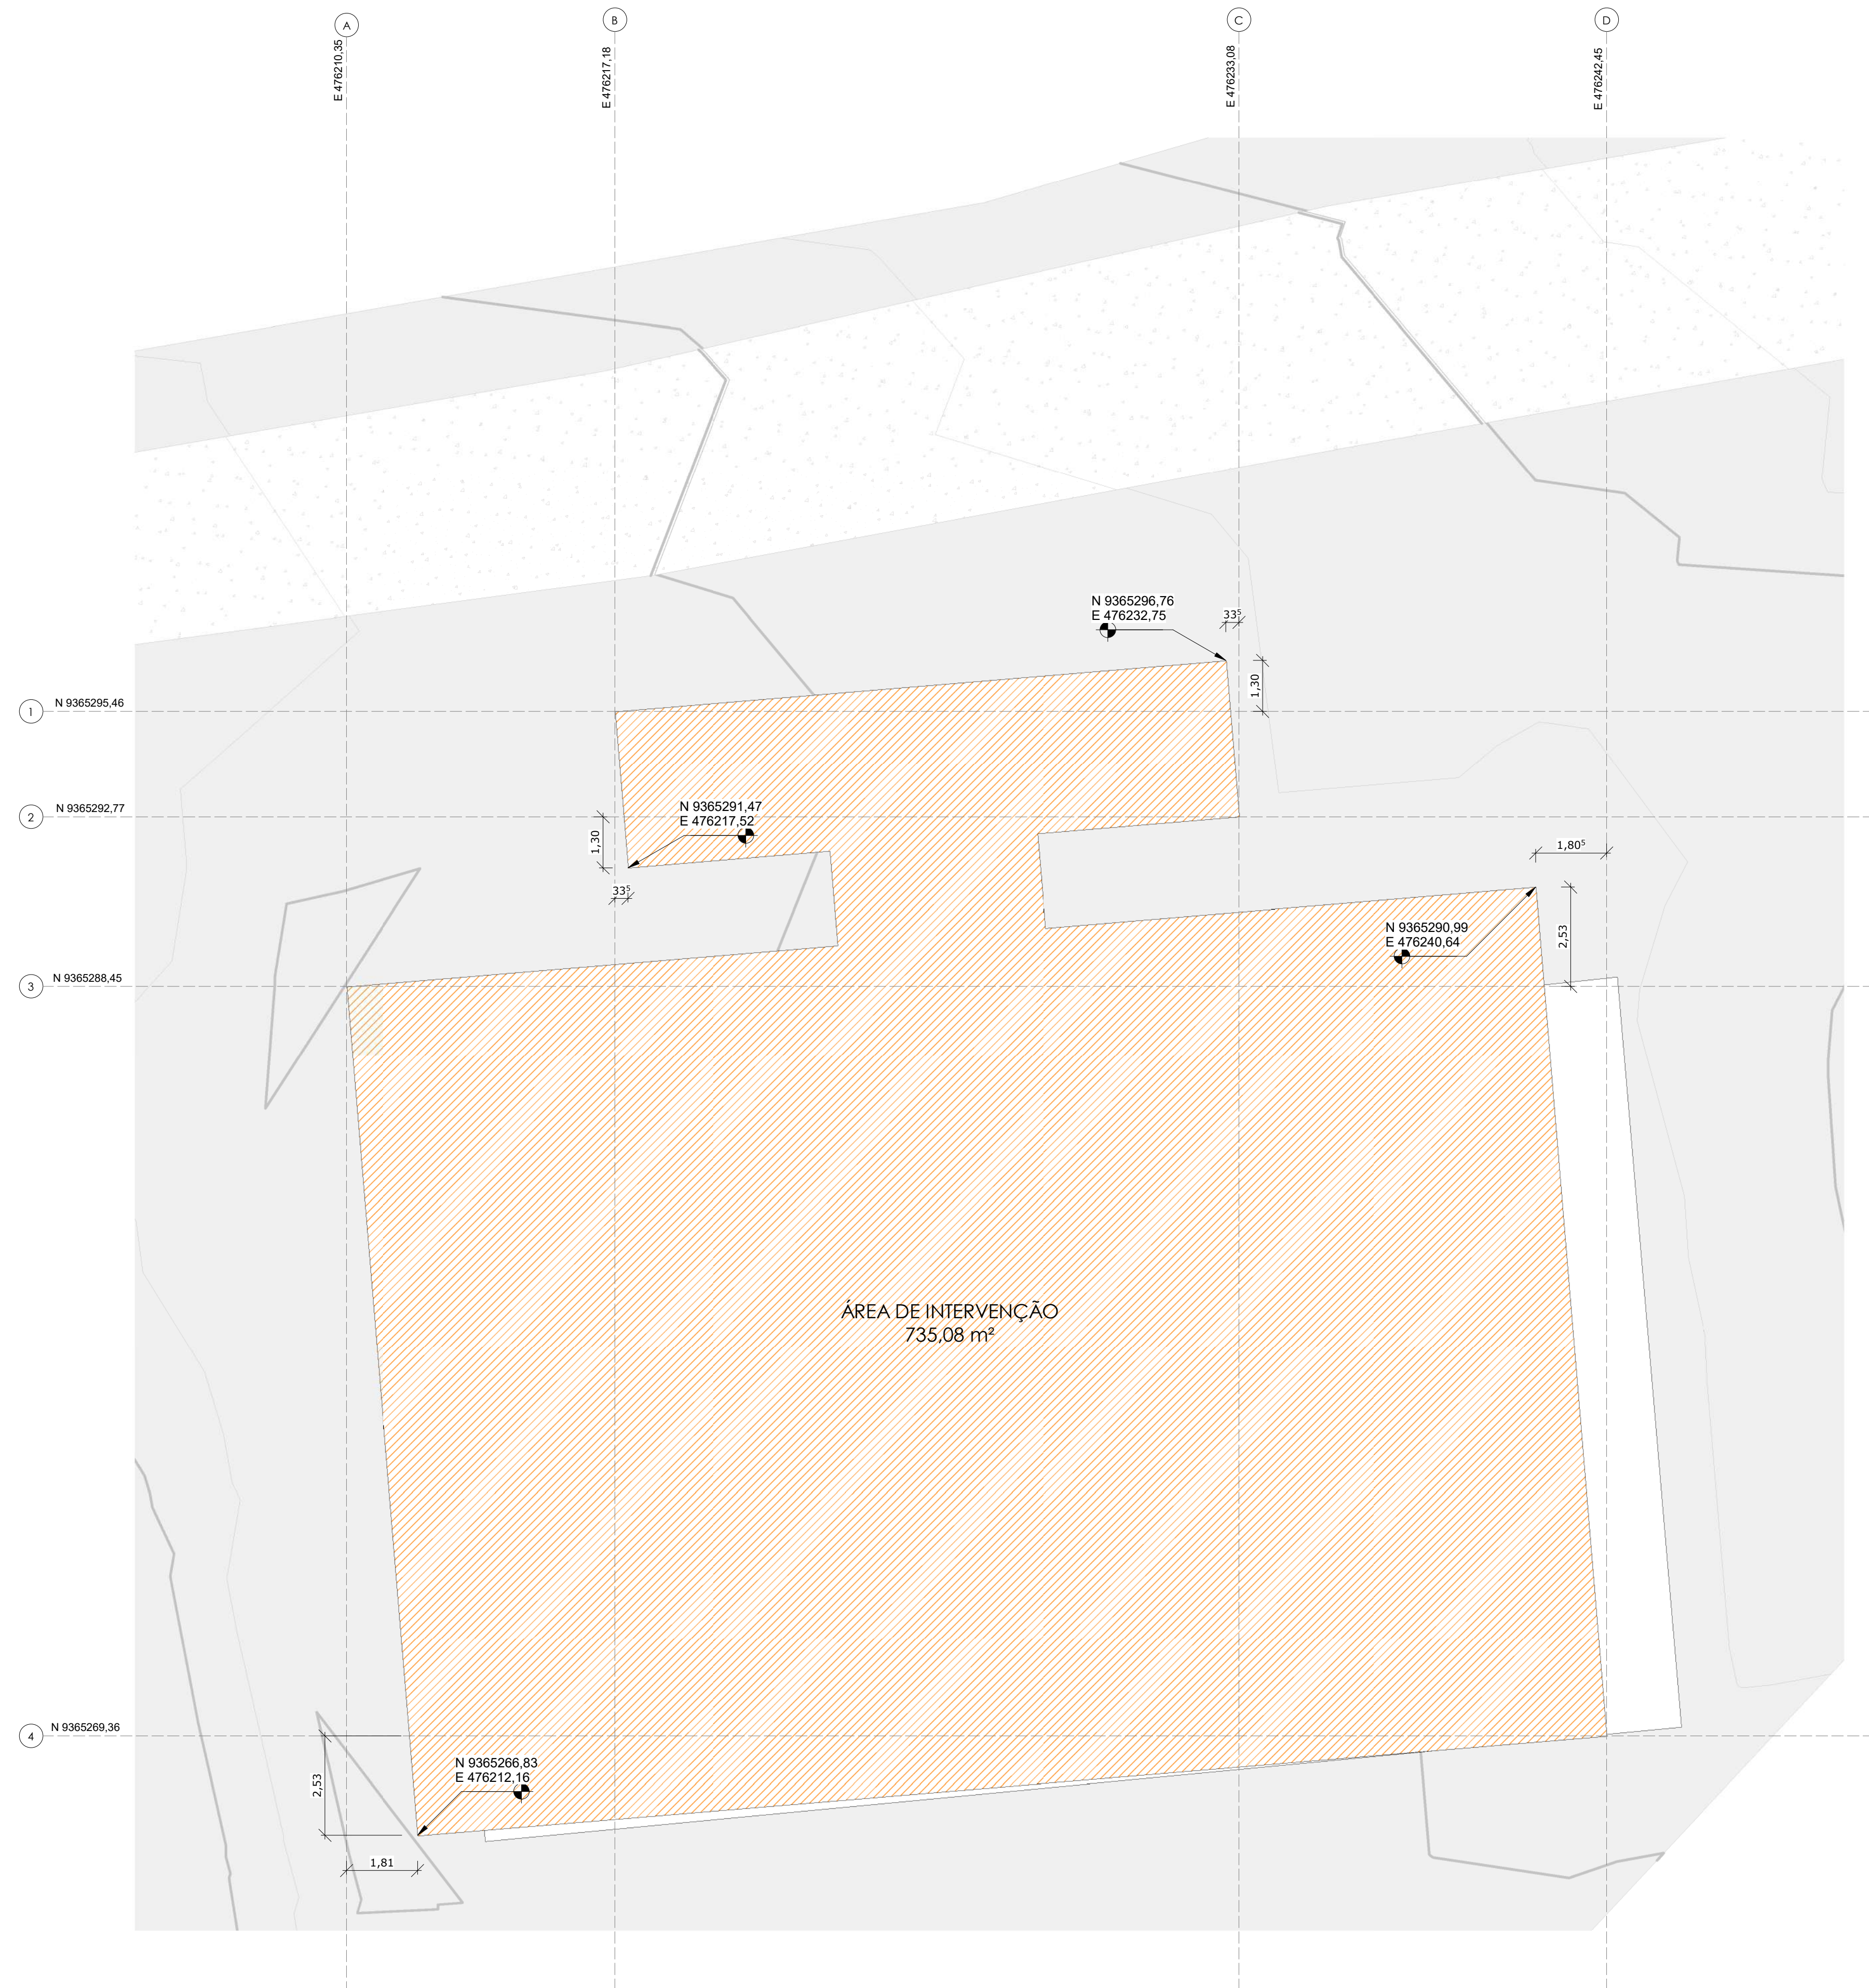 A
B
C
D
E 476210,35
E 476217,18
E 476233,08
E 476242,45
N 9365296,76
E 476232,75
33⁵
1,30
1
N 9365295,46
2
N 9365292,77
N 9365291,47
E 476217,52
1,30
33⁵
1,80⁵
N 9365290,99
E 476240,64
2,53
3
N 9365288,45
ÁREA DE INTERVENÇÃO
735,08 m²
4
N 9365269,36
N 9365266,83
E 476212,16
2,53
1,81